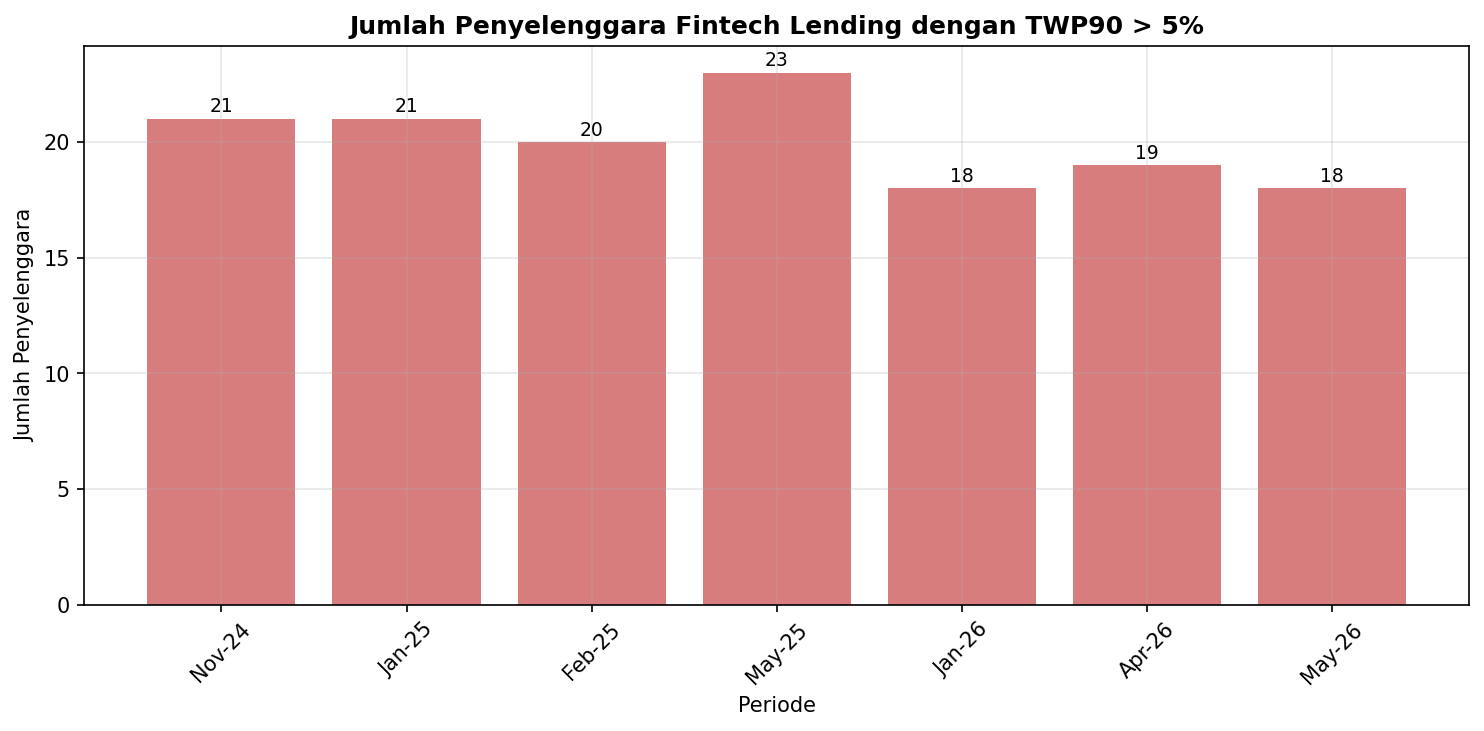 Jumlah Penyelenggara Fintech Lending dengan TWP90 > 5%
Jumlah Penyelenggara
20
15
10
5
0
21
21
20
23
18
19
18
Nov-24
Jan-25
Feb-25
May-25
Jan-26
Apr-26
May-26
Periode